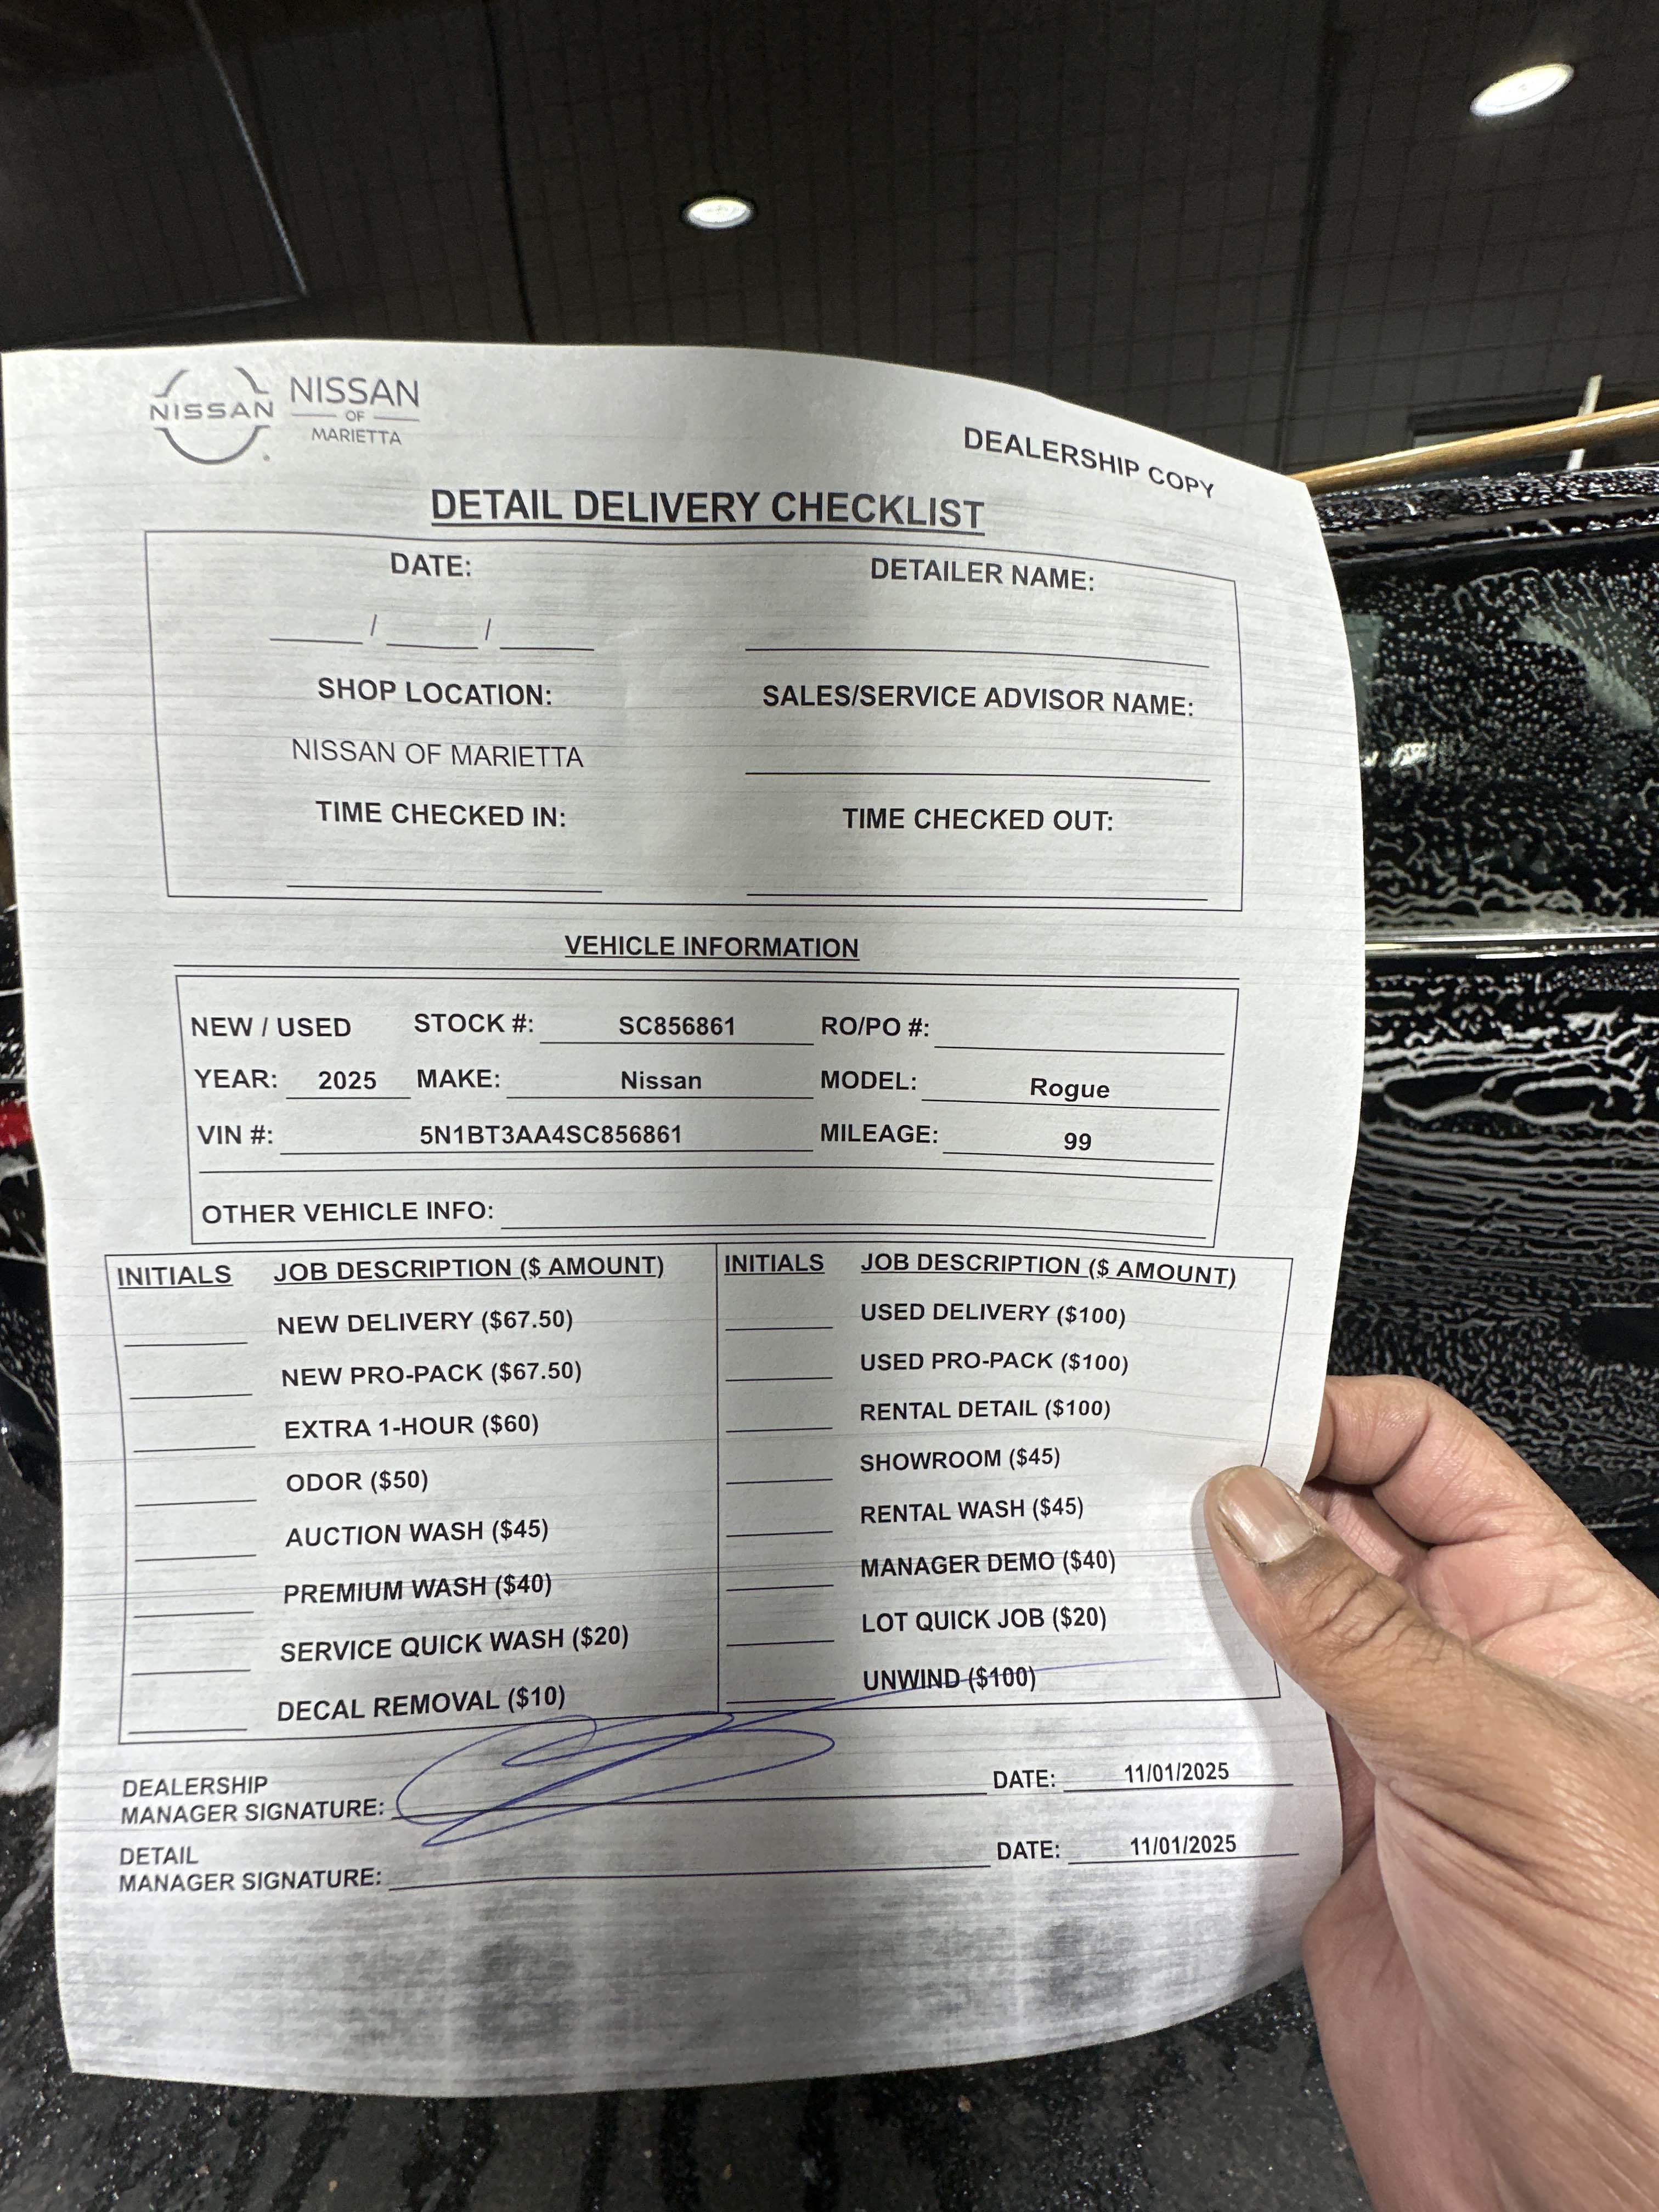 NISSAN NISSAN
OF
MARIETTA
DEALERSHIP COPY
DETAIL DELIVERY CHECKLIST
DATE: DETAILER NAME:
/ /
SHOP LOCATION: SALES/SERVICE ADVISOR NAME:
NISSAN OF MARIETTA
TIME CHECKED IN: TIME CHECKED OUT:
VEHICLE INFORMATION
NEW / USED STOCK #: SC856861 RO/PO #:
YEAR: 2025 MAKE: Nissan MODEL: Rogue
VIN #: 5N1BT3AA4SC856861 MILEAGE: 99
OTHER VEHICLE INFO:
INITIALS JOB DESCRIPTION ($ AMOUNT) INITIALS JOB DESCRIPTION ($ AMOUNT)
NEW DELIVERY ($67.50) USED DELIVERY ($100)
NEW PRO-PACK ($67.50) USED PRO-PACK ($100)
EXTRA 1-HOUR ($60) RENTAL DETAIL ($100)
ODOR ($50) SHOWROOM ($45)
AUCTION WASH ($45) RENTAL WASH ($45)
PREMIUM WASH ($40) MANAGER DEMO ($40)
SERVICE QUICK WASH ($20) LOT QUICK JOB ($20)
DECAL REMOVAL ($10) UNWIND ($100)
DEALERSHIP
MANAGER SIGNATURE: DATE: 11/01/2025
DETAIL
MANAGER SIGNATURE: DATE: 11/01/2025